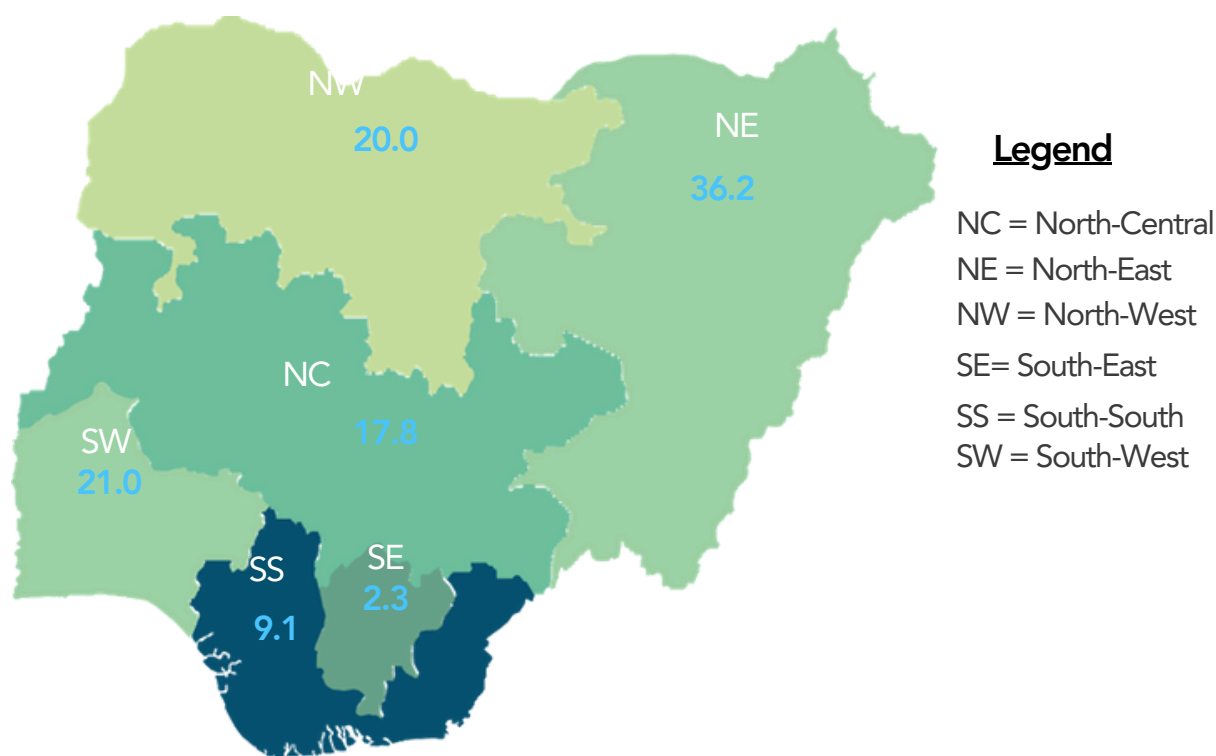 NW
20.0
NE
36.2
NC
17.8
SW
21.0
SS
9.1
SE
2.3
Legend
NC = North-Central
NE = North-East
NW = North-West
SE= South-East
SS = South-South
SW = South-West